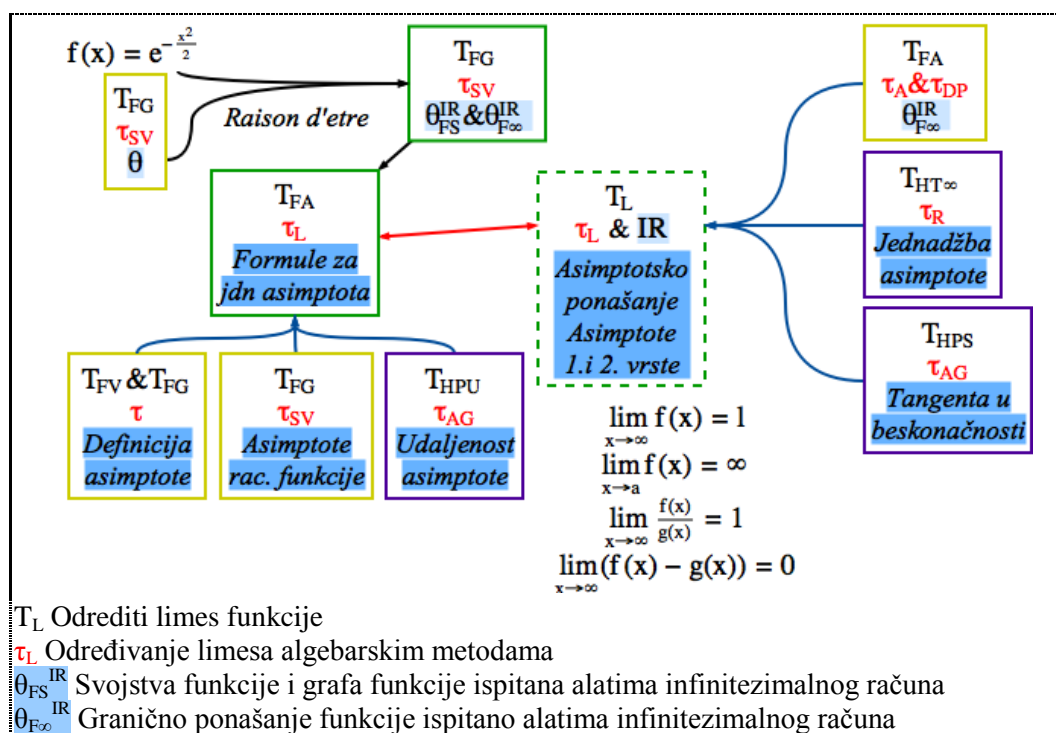 f(x) = e^{-\frac{x^2}{2}}
T_FG
τ_SV
θ
Raison d'etre
T_FG
τ_SV
θ_FS^IR & θ_F∞^IR
T_FA
τ_A & τ_DP
θ_F∞^IR
T_FA
τ_L
Formule za
jdn asimptota
T_L
τ_L & IR
Asimptotsko
ponašanje
Asimptote
1.i 2. vrste
T_HT∞
τ_R
Jednadžba
asimptote
T_FV & T_FG
τ
Definicija
asimptote
T_FG
τ_SV
Asimptote
rac. funkcije
T_HPU
τ_AG
Udaljenost
asimptote
T_HPS
τ_AG
Tangenta u
beskonačnosti
lim_{x→∞} f(x) = l
lim_{x→a} f(x) = ∞
lim_{x→∞} \frac{f(x)}{g(x)} = 1
lim_{x→∞} (f(x) − g(x)) = 0
T_L Odrediti limes funkcije
τ_L Određivanje limesa algebarskim metodama
θ_FS^IR Svojstva funkcije i grafa funkcije ispitana alatima infinitezimalnog računa
θ_F∞^IR Granično ponašanje funkcije ispitano alatima infinitezimalnog računa